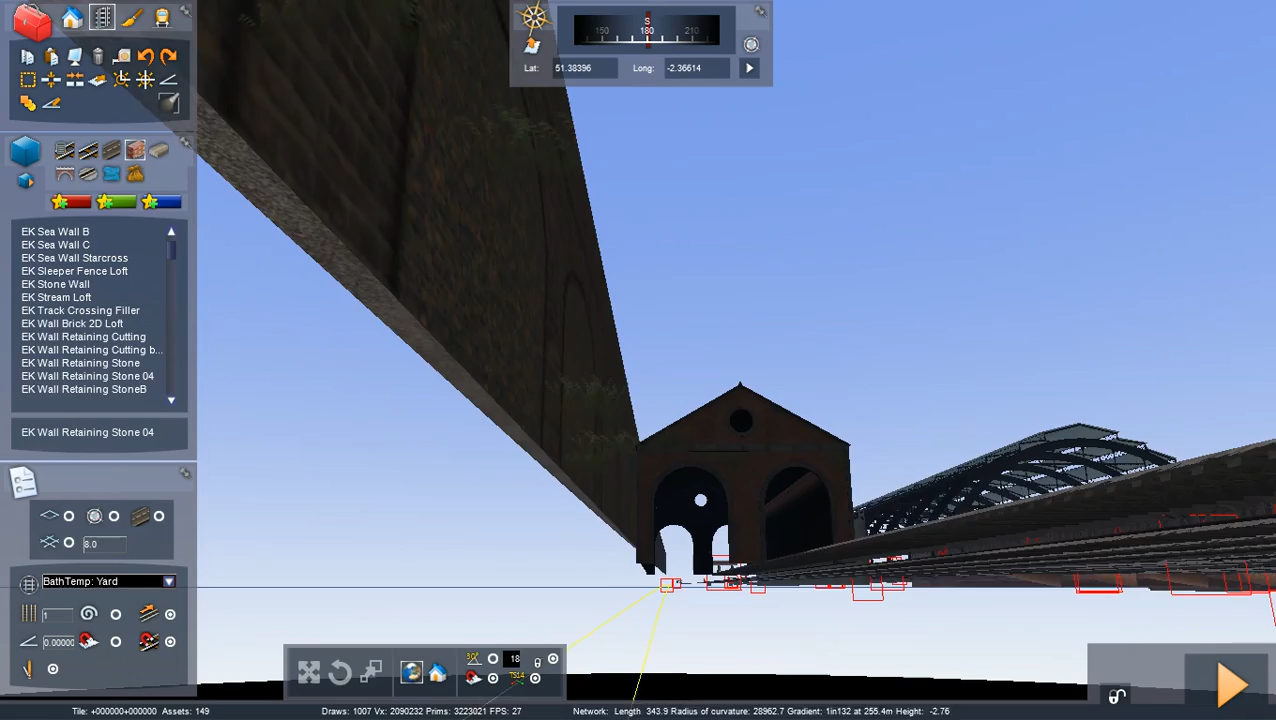 150 S 180 210
Lat: 51.38396 Long: -2.36614
EK Sea Wall B
EK Sea Wall C
EK Sea Wall Starcross
EK Sleeper Fence Loft
EK Stone Wall
EK Stream Loft
EK Track Crossing Filler
EK Wall Brick 2D Loft
EK Wall Retaining Cutting
EK Wall Retaining Cutting b...
EK Wall Retaining Stone
EK Wall Retaining Stone 04
EK Wall Retaining StoneB
EK Wall Retaining Stone 04
8.0
BathTemp: Yard
1
0.00000
30° 18
TS14
Tile: +000000+000000 Assets: 149 Draws: 1007 Vx: 2090232 Prims: 3223021 FPS: 27 Network: Length 343.9 Radius of curvature: 28962.7 Gradient: 1in132 at 255.4m Height: -2.76